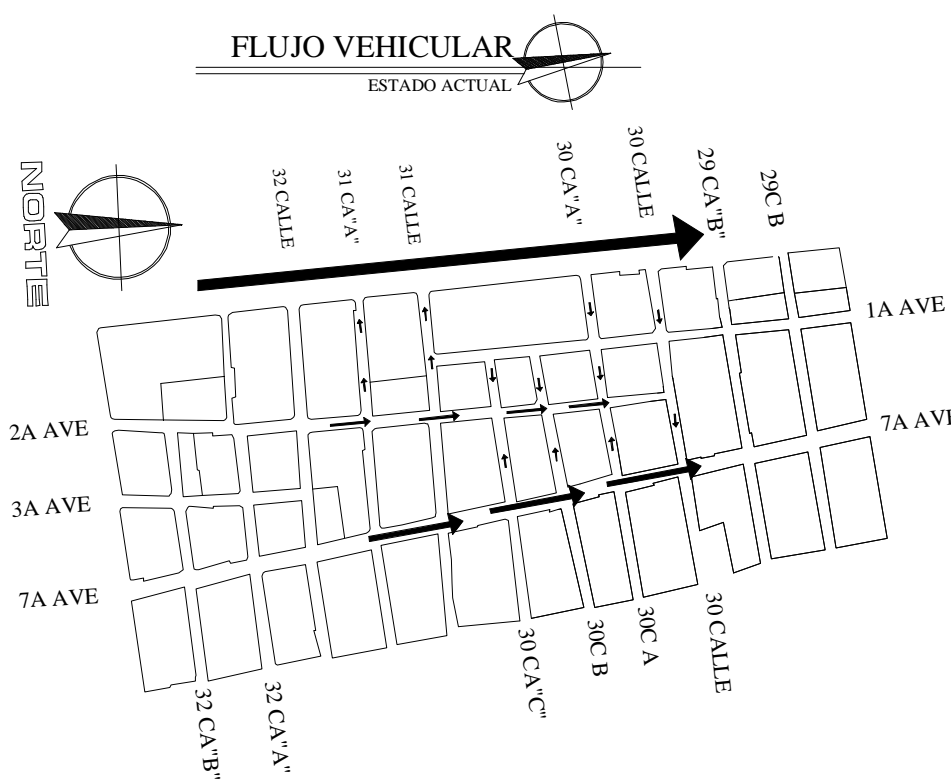 FLUJO VEHICULAR
ESTADO ACTUAL
NORTE
32 CALLE
31 CA"A"
31 CALLE
30 CA"A"
30 CALLE
29 CA"B"
29C B
1A AVE
2A AVE
7A AVE
3A AVE
7A AVE
32 CA"B"
32 CA"A"
30 CA"C"
30C B
30C A
30 CALLE